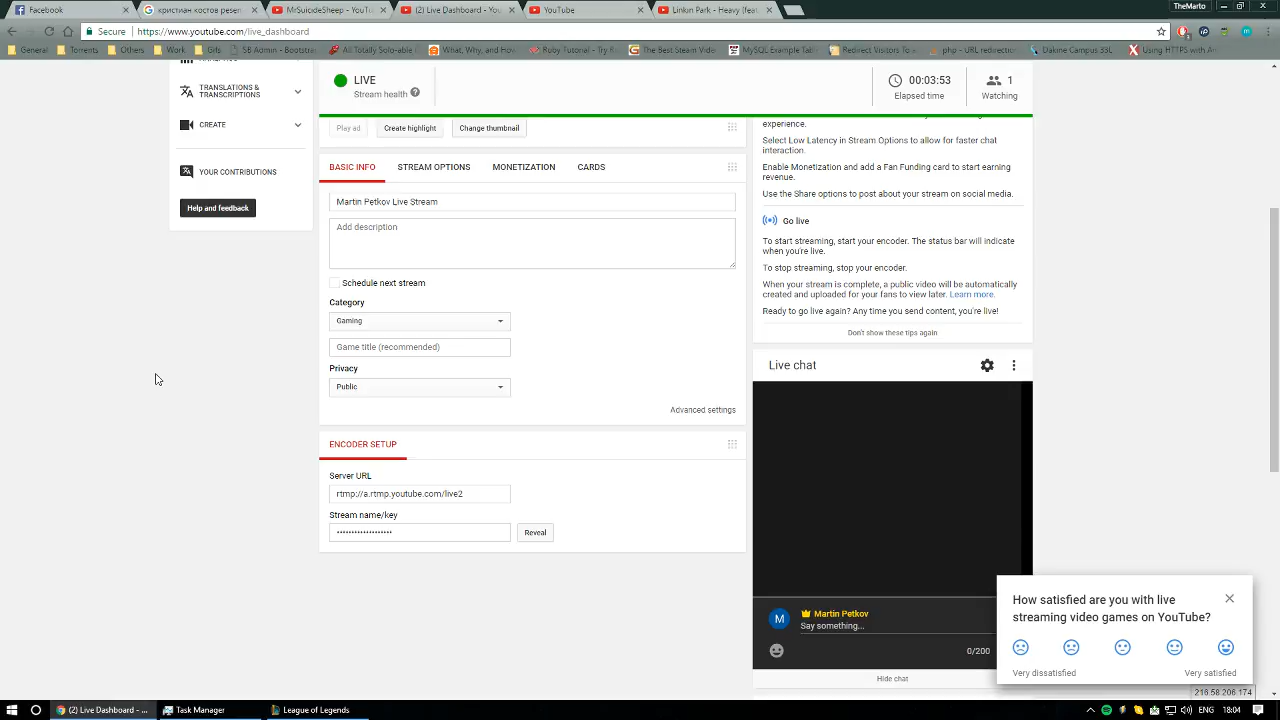 Facebook
кристиан костов resen
MrSuicideSheep - YouTu
(2) Live Dashboard - Yo
YouTube
Linkin Park - Heavy (feat
TheMarto
Secure
https://www.youtube.com/live_dashboard
General
Torrents
Others
Work
Gifs
SB Admin - Bootstrap
All Totally Solo-able
What, Why, and How
Roby Tutorial - Try R
The Best Steam Vide
MySQL Example Tabl
Redirect Visitors To
php - URL redirection
Dakine Campus 33L
Using HTTPS with A
TRANSLATIONS &
TRANSCRIPTIONS
CREATE
YOUR CONTRIBUTIONS
Help and feedback
LIVE
Stream health
00:03:53
Elapsed time
1
Watching
Play ad
Create highlight
Change thumbnail
BASIC INFO
STREAM OPTIONS
MONETIZATION
CARDS
Martin Petkov Live Stream
Add description
Schedule next stream
Category
Gaming
Game title (recommended)
Privacy
Public
Advanced settings
ENCODER SETUP
Server URL
rtmp://a.rtmp.youtube.com/live2
Stream name/key
Reveal
experience.
Select Low Latency in Stream Options to allow for faster chat
interaction.
Enable Monetization and add a Fan Funding card to start earning
revenue.
Use the Share options to post about your stream on social media.
Go live
To start streaming, start your encoder. The status bar will indicate
when you're live.
To stop streaming, stop your encoder.
When your stream is complete, a public video will be automatically
created and uploaded for your fans to view later. Learn more.
Ready to go live again? Any time you send content, you're live!
Don't show these tips again
Live chat
M
Martin Petkov
Say something...
0/200
Hide chat
How satisfied are you with live
streaming video games on YouTube?
Very dissatisfied
Very satisfied
216.58.206.174
(2) Live Dashboard - ...
Task Manager
League of Legends
ENG
18:04